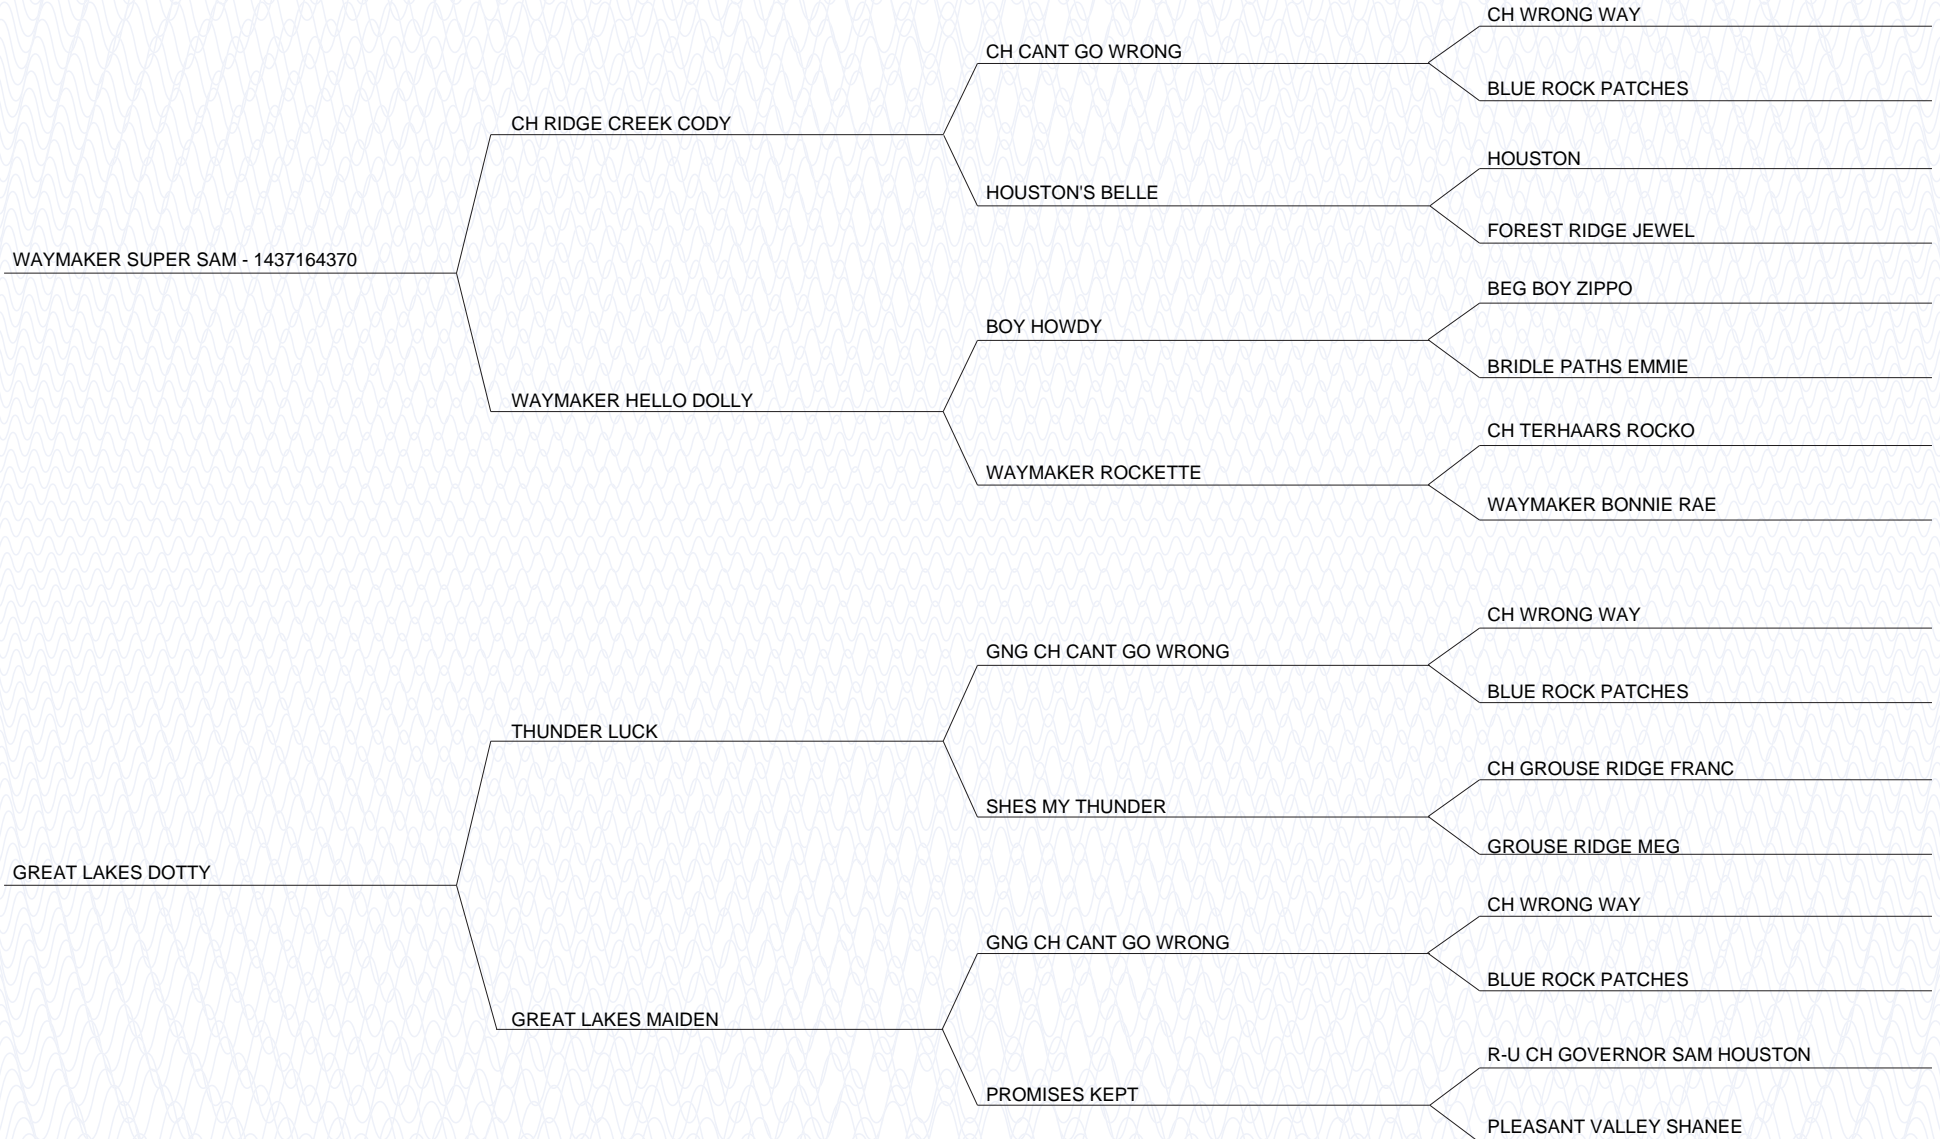 CH WRONG WAY
CH CANT GO WRONG
BLUE ROCK PATCHES
CH RIDGE CREEK CODY
HOUSTON
HOUSTON'S BELLE
FOREST RIDGE JEWEL
WAYMAKER SUPER SAM - 1437164370
BEG BOY ZIPPO
BOY HOWDY
BRIDLE PATHS EMMIE
WAYMAKER HELLO DOLLY
CH TERHAARS ROCKO
WAYMAKER ROCKETTE
WAYMAKER BONNIE RAE
CH WRONG WAY
GNG CH CANT GO WRONG
BLUE ROCK PATCHES
THUNDER LUCK
CH GROUSE RIDGE FRANC
SHES MY THUNDER
GROUSE RIDGE MEG
GREAT LAKES DOTTY
CH WRONG WAY
GNG CH CANT GO WRONG
BLUE ROCK PATCHES
GREAT LAKES MAIDEN
R-U CH GOVERNOR SAM HOUSTON
PROMISES KEPT
PLEASANT VALLEY SHANEE